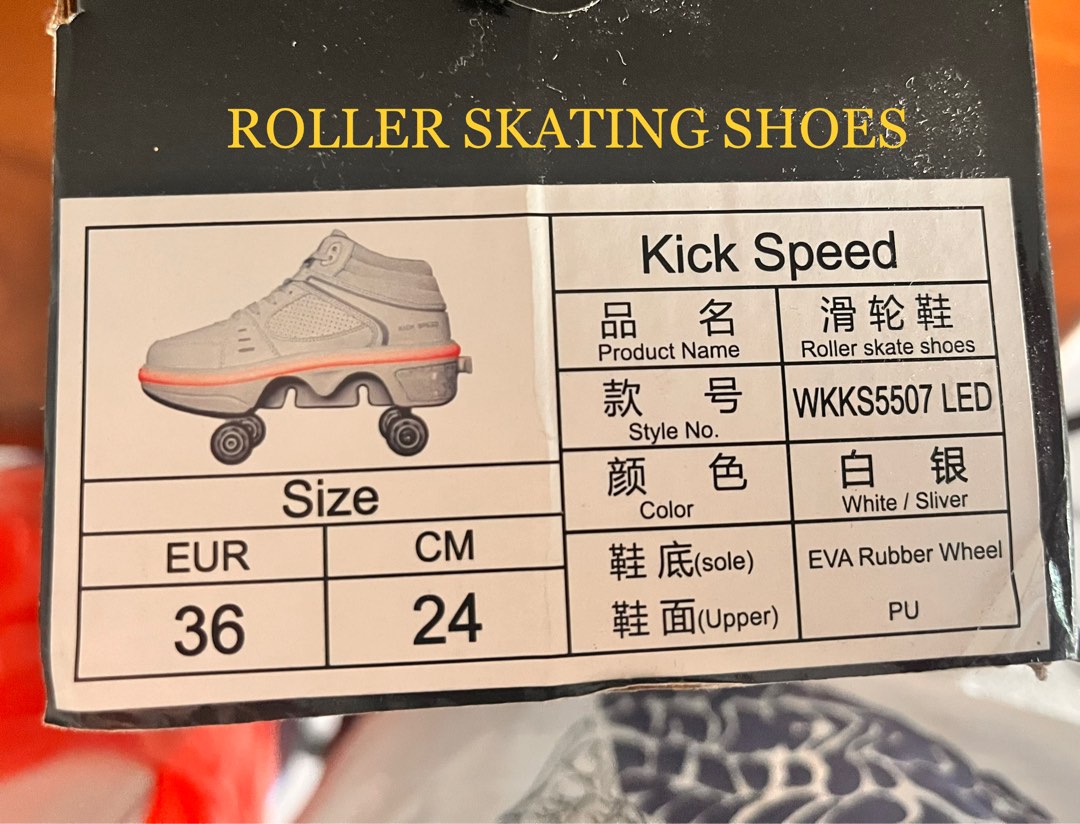 ROLLER SKATING SHOES
KICK SPEED
Size
EUR CM
36 24
Kick Speed
品 名 滑轮鞋
Product Name Roller skate shoes
款 号 WKKS5507 LED
Style No.
颜 色 白 银
Color White / Sliver
鞋 底(sole) EVA Rubber Wheel
鞋 面(Upper) PU